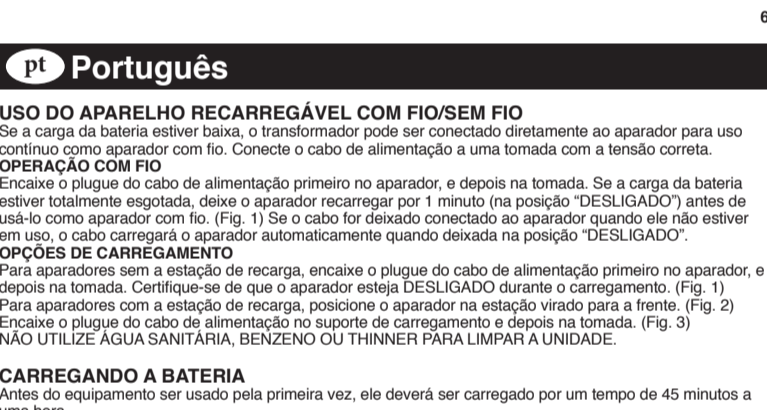 6
pt Português
USO DO APARELHO RECARREGÁVEL COM FIO/SEM FIO
Se a carga da bateria estiver baixa, o transformador pode ser conectado diretamente ao aparador para uso
contínuo como aparador com fio. Conecte o cabo de alimentação a uma tomada com a tensão correta.
OPERAÇÃO COM FIO
Encaixe o plugue do cabo de alimentação primeiro no aparador, e depois na tomada. Se a carga da bateria
estiver totalmente esgotada, deixe o aparador recarregar por 1 minuto (na posição “DESLIGADO”) antes de
usá-lo como aparador com fio. (Fig. 1) Se o cabo for deixado conectado ao aparador quando ele não estiver
em uso, o cabo carregará o aparador automaticamente quando deixada na posição “DESLIGADO”.
OPÇÕES DE CARREGAMENTO
Para aparadores sem a estação de recarga, encaixe o plugue do cabo de alimentação primeiro no aparador, e
depois na tomada. Certifique-se de que o aparador esteja DESLIGADO durante o carregamento. (Fig. 1)
Para aparadores com a estação de recarga, posicione o aparador na estação virado para a frente. (Fig. 2)
Encaixe o plugue do cabo de alimentação no suporte de carregamento e depois na tomada. (Fig. 3)
NÃO UTILIZE ÁGUA SANITÁRIA, BENZENO OU THINNER PARA LIMPAR A UNIDADE.
CARREGANDO A BATERIA
Antes do equipamento ser usado pela primeira vez, ele deverá ser carregado por um tempo de 45 minutos a